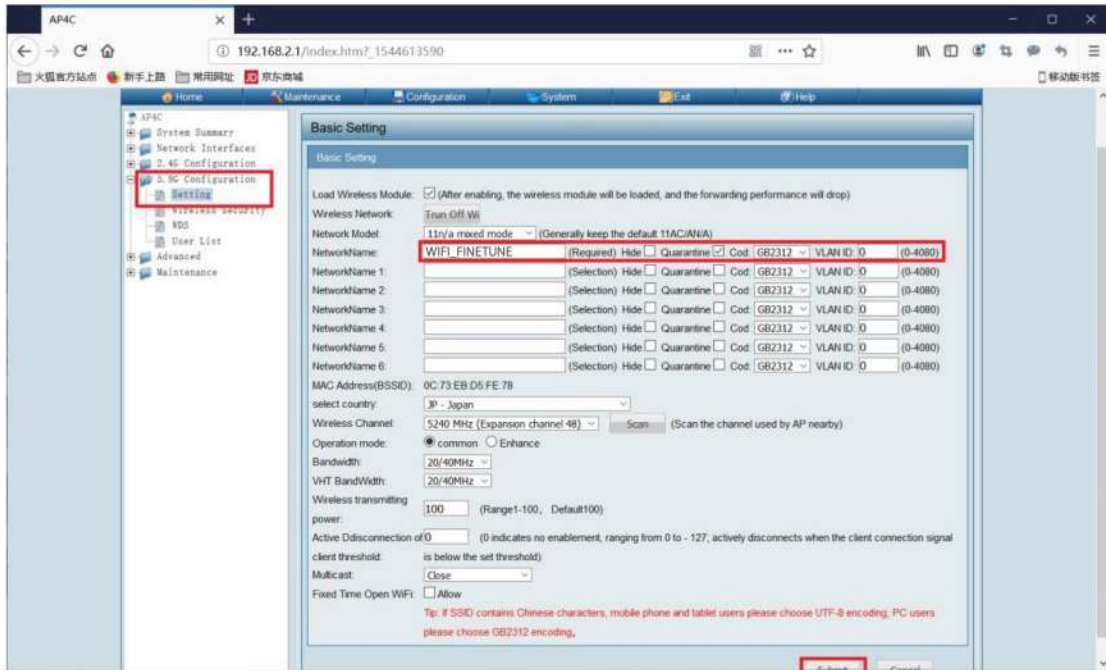 AP4C
192.168.2.1/index.htm?_1544613590
火狐官方站点 新手上路 常用网址 JD 京东商城 移动版书签
Home Maintenance Configuration System Exit Help
AP4C
System Summary
Network Interfaces
2.4G Configuration
5.8G Configuration
Setting
Wireless Security
WDS
User List
Advanced
Maintenance
Basic Setting
Basic Setting
Load Wireless Module: (After enabling, the wireless module will be loaded, and the forwarding performance will drop)
Wireless Network: Trun Off Wi
Network Model: 11n/a mixed mode (Generally keep the default 11AC/AN/A)
NetworkName: WIFI_FINETUNE (Required) Hide Quarantine Cod: GB2312 VLAN ID: 0 (0-4080)
NetworkName 1: (Selection) Hide Quarantine Cod: GB2312 VLAN ID: 0 (0-4080)
NetworkName 2: (Selection) Hide Quarantine Cod: GB2312 VLAN ID: 0 (0-4080)
NetworkName 3: (Selection) Hide Quarantine Cod: GB2312 VLAN ID: 0 (0-4080)
NetworkName 4: (Selection) Hide Quarantine Cod: GB2312 VLAN ID: 0 (0-4080)
NetworkName 5: (Selection) Hide Quarantine Cod: GB2312 VLAN ID: 0 (0-4080)
NetworkName 6: (Selection) Hide Quarantine Cod: GB2312 VLAN ID: 0 (0-4080)
MAC Address(BSSID): 0C:73:EB:D5:FE:78
select country: JP - Japan
Wireless Channel: 5240 MHz (Expansion channel 48) Scan (Scan the channel used by AP nearby)
Operation mode: common Enhance
Bandwidth: 20/40MHz
VHT BandWidth: 20/40MHz
Wireless transmitting power: 100 (Range1-100, Default100)
Active Ddisconnection of 0 (0 indicates no enablement, ranging from 0 to - 127, actively disconnects when the client connection signal
client threshold: is below the set threshold)
Multicast: Close
Fixed Time Open WiFi: Allow
Tip: If SSID contains Chinese characters, mobile phone and tablet users please choose UTF-8 encoding, PC users
please choose GB2312 encoding。
Submit Cancel